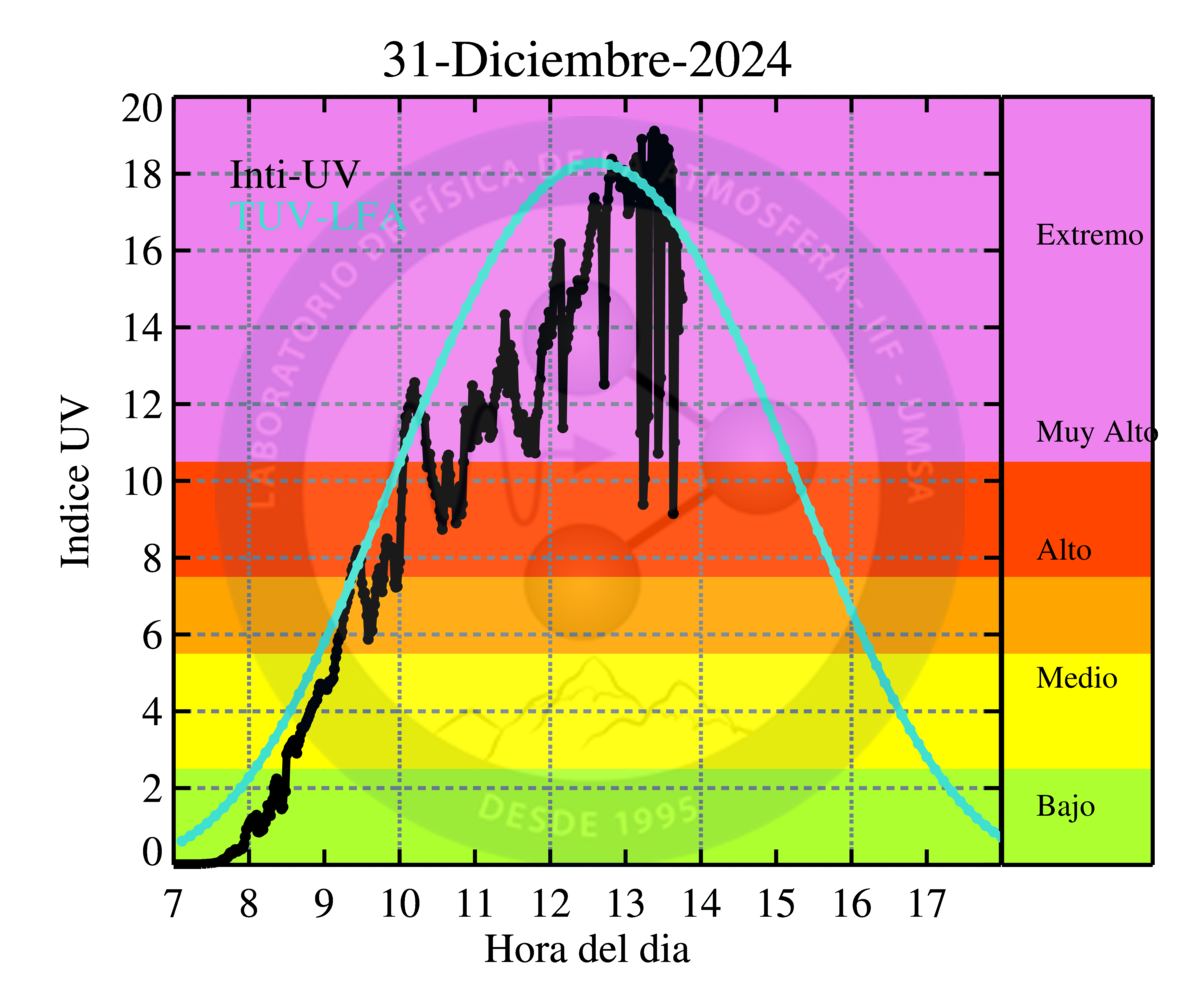 31-Diciembre-2024
20
18
16
14
12
10
8
6
4
2
0
Indice UV
Inti-UV
TUV-LFA
LABORATORIO DE FÍSICA DE LA ATMÓSFERA - IIF - UMSA
DESDE 1995
Extremo
Muy Alto
Alto
Medio
Bajo
7 8 9 10 11 12 13 14 15 16 17
Hora del dia